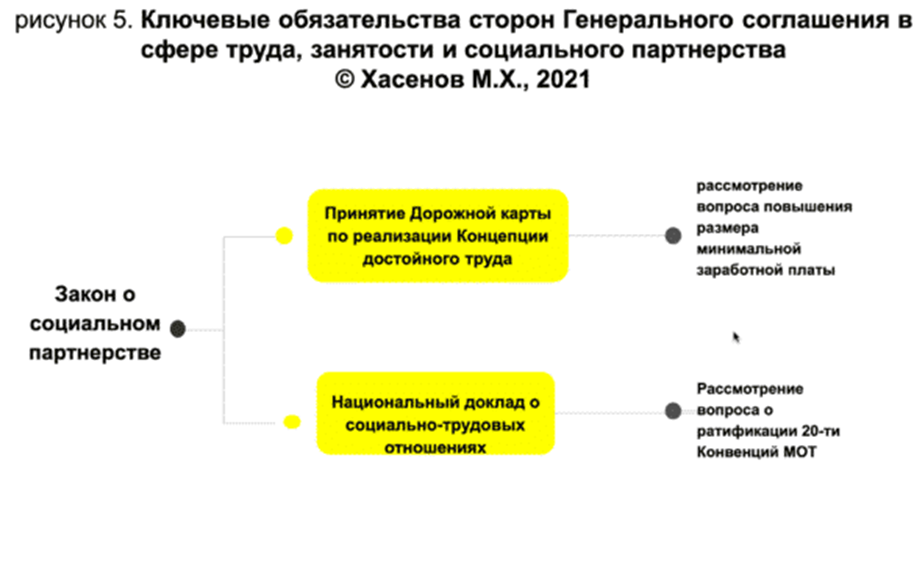 рисунок 5. Ключевые обязательства сторон Генерального соглашения в
сфере труда, занятости и социального партнерства
© Хасенов М.Х., 2021
Закон о
социальном
партнерстве
Принятие Дорожной карты
по реализации Концепции
достойного труда
рассмотрение
вопроса повышения
размера
минимальной
заработной платы
Национальный доклад о
социально-трудовых
отношениях
Рассмотрение
вопроса о
ратификации 20-ти
Конвенций МОТ